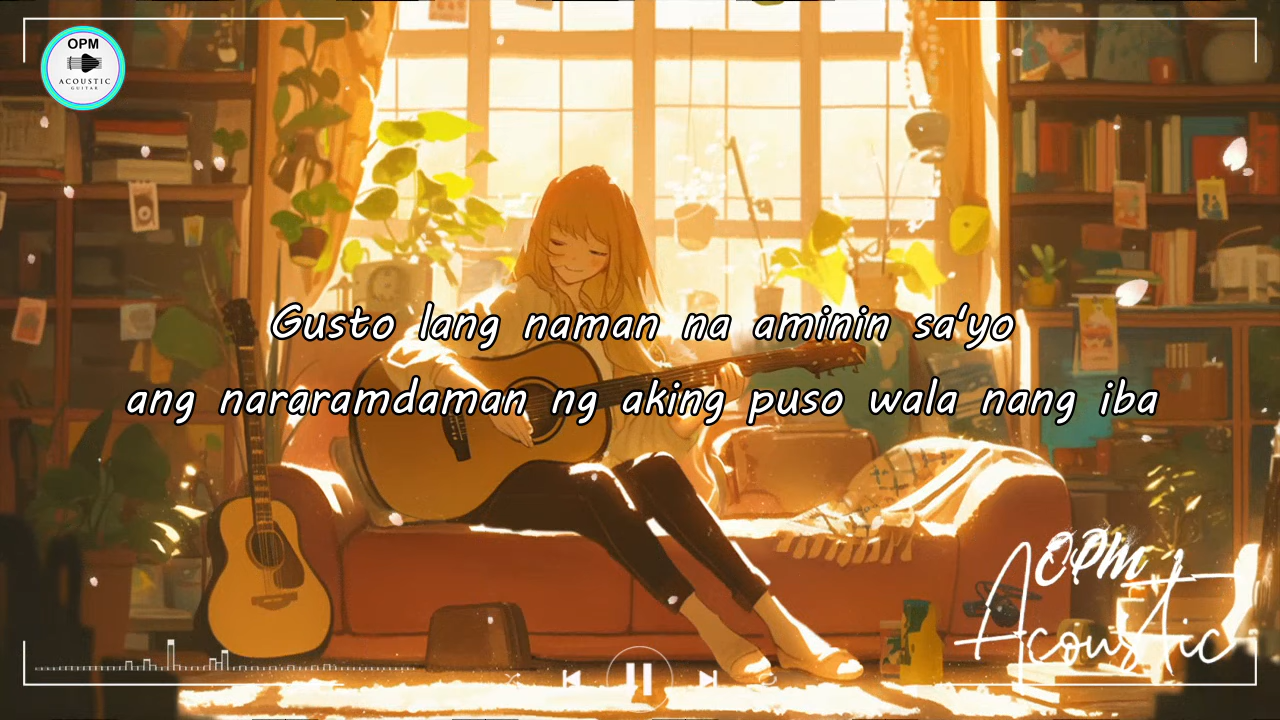 OPM
ACOUSTIC
GUITAR
Gusto lang naman na aminin sa'yo
ang nararamdaman ng aking puso wala nang iba
OPM
Acoustic